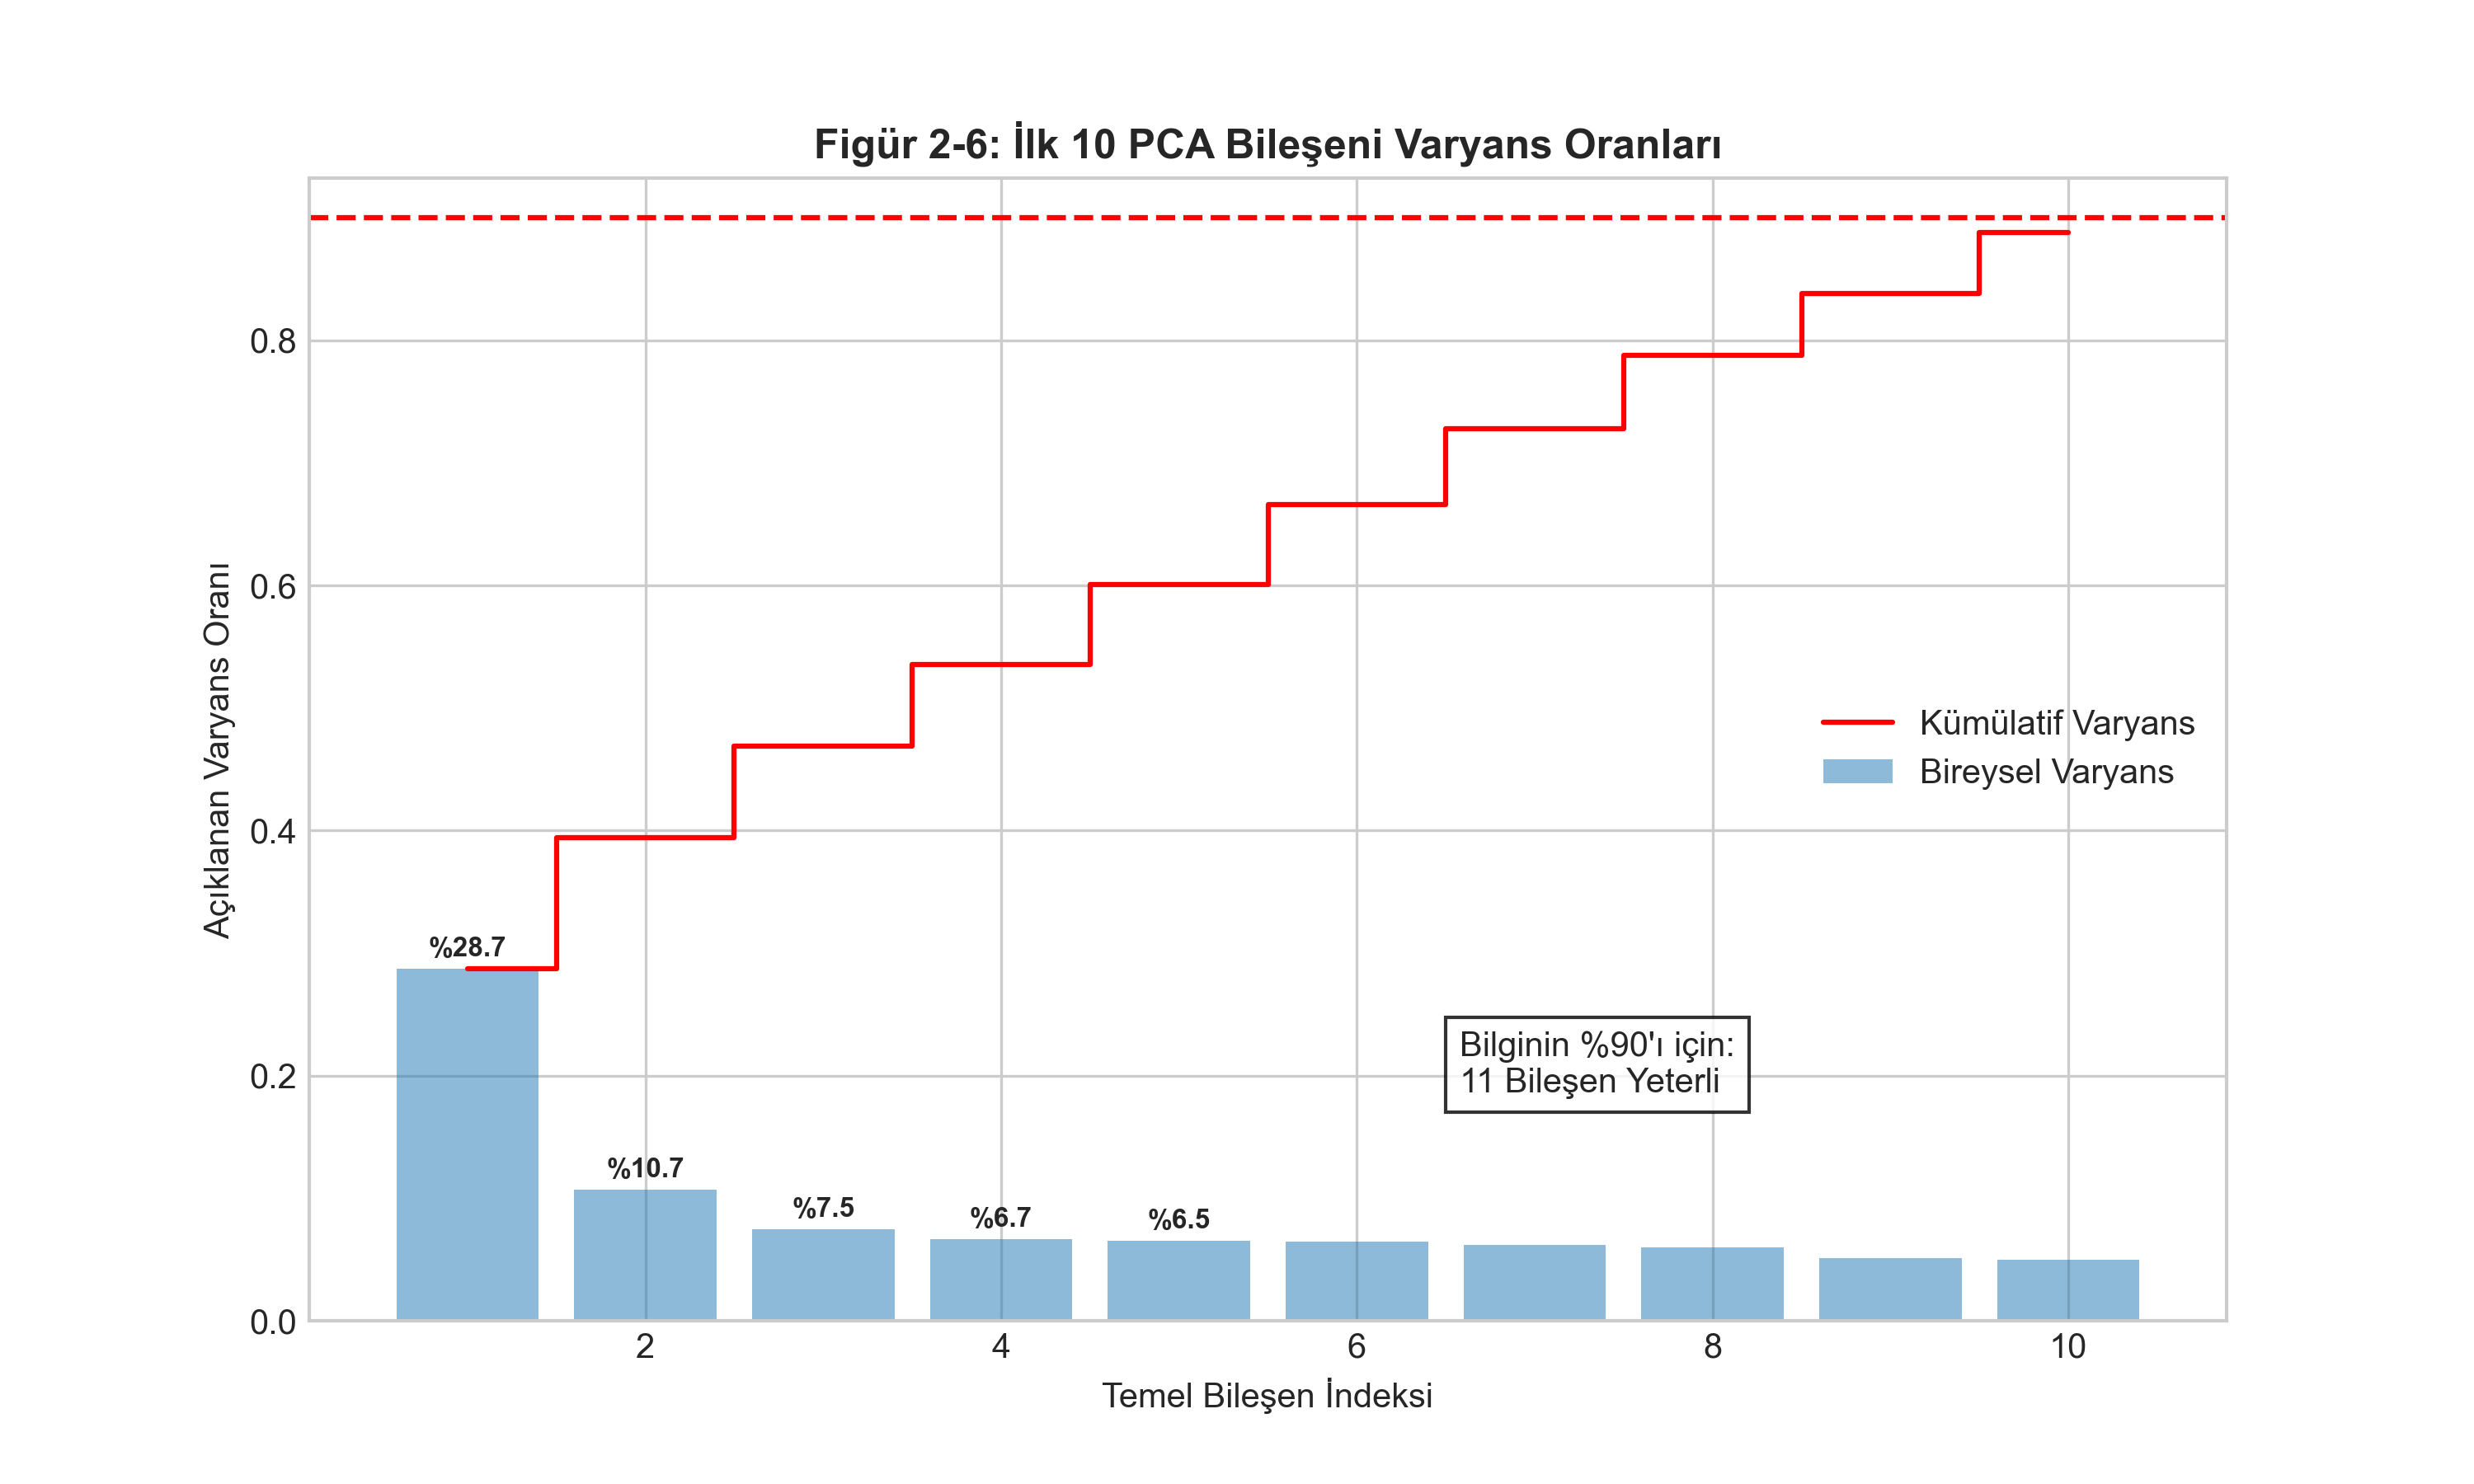 Figür 2-6: İlk 10 PCA Bileşeni Varyans Oranları
Açıklanan Varyans Oranı
0.8
0.6
0.4
0.2
0.0
Kümülatif Varyans
Bireysel Varyans
%28.7
%10.7
%7.5
%6.7
%6.5
Bilginin %90'ı için:
11 Bileşen Yeterli
2
4
6
8
10
Temel Bileşen İndeksi